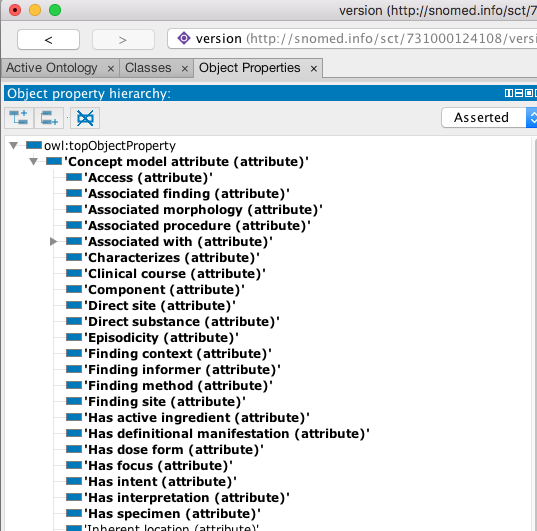 version (http://snomed.info/sct/7
<
>
version (http://snomed.info/sct/731000124108/versi
Active Ontology × Classes × Object Properties ×
Object property hierarchy:
Asserted
owl:topObjectProperty
'Concept model attribute (attribute)'
'Access (attribute)'
'Associated finding (attribute)'
'Associated morphology (attribute)'
'Associated procedure (attribute)'
'Associated with (attribute)'
'Characterizes (attribute)'
'Clinical course (attribute)'
'Component (attribute)'
'Direct site (attribute)'
'Direct substance (attribute)'
'Episodicity (attribute)'
'Finding context (attribute)'
'Finding informer (attribute)'
'Finding method (attribute)'
'Finding site (attribute)'
'Has active ingredient (attribute)'
'Has definitional manifestation (attribute)'
'Has dose form (attribute)'
'Has focus (attribute)'
'Has intent (attribute)'
'Has interpretation (attribute)'
'Has specimen (attribute)'
'Inherent location (attribute)'